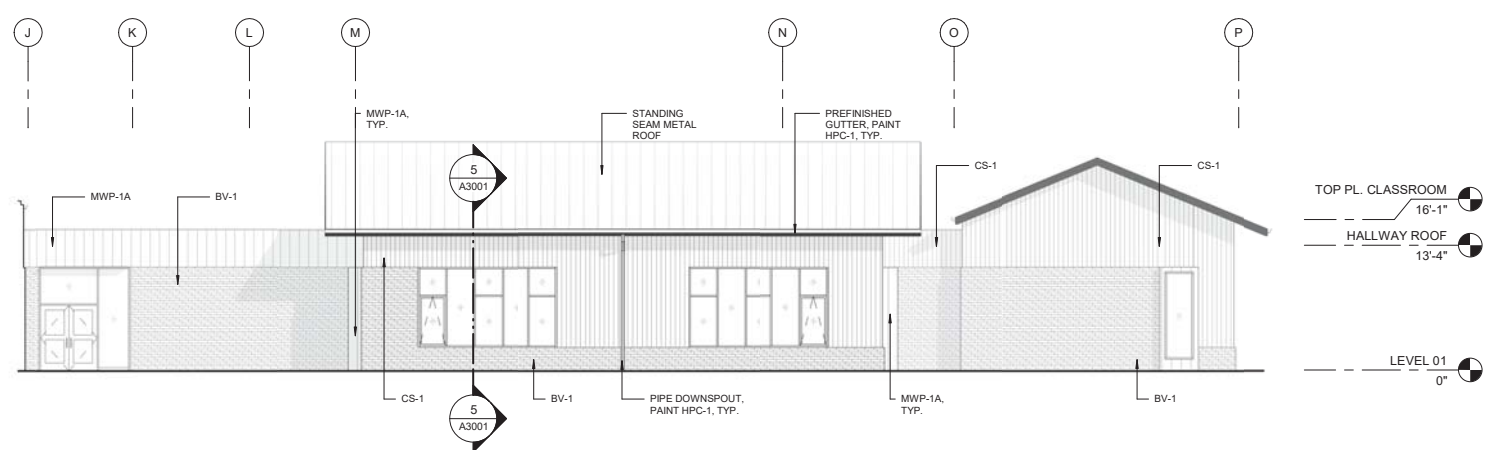 J
K
L
M
N
O
P
MWP-1A,
TYP.
STANDING
SEAM METAL
ROOF
PREFINISHED
GUTTER, PAINT
HPC-1, TYP.
5
A3001
CS-1
CS-1
MWP-1A
BV-1
TOP PL. CLASSROOM
16'-1"
HALLWAY ROOF
13'-4"
LEVEL 01
0"
CS-1
5
A3001
BV-1
PIPE DOWNSPOUT,
PAINT HPC-1, TYP.
MWP-1A,
TYP.
BV-1